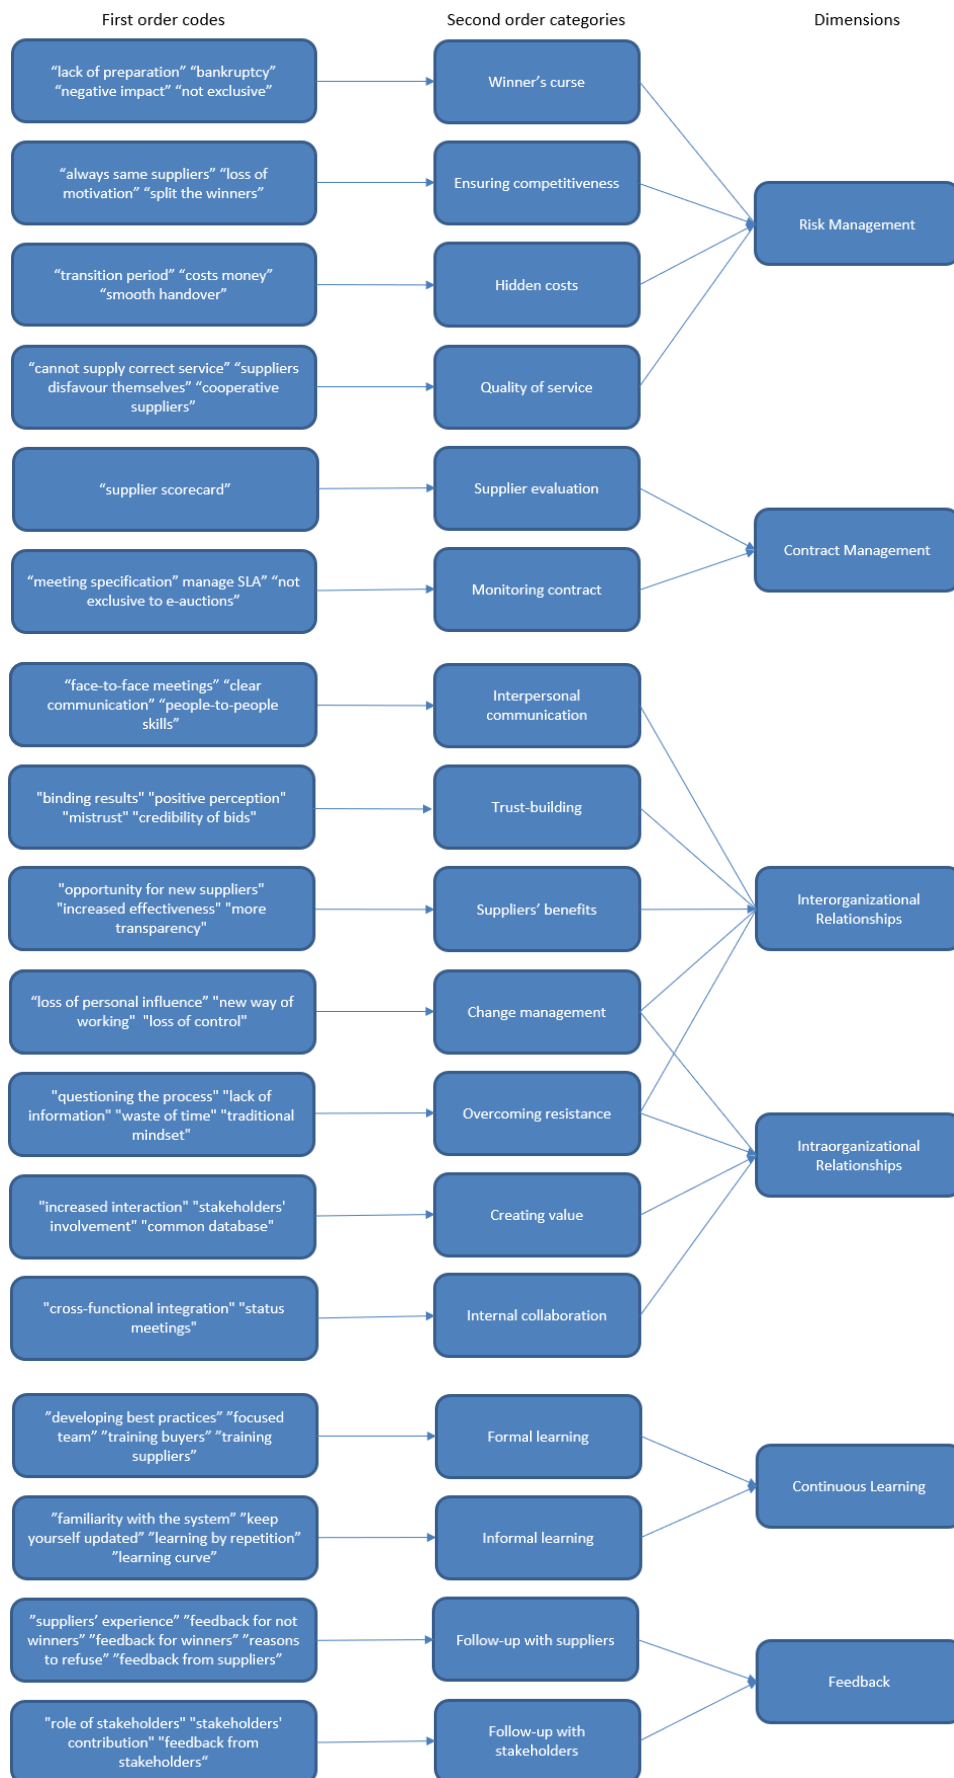 First order codes
Second order categories
Dimensions
“lack of preparation” “bankruptcy”
“negative impact” “not exclusive”
Winner’s curse
“always same suppliers” “loss of
motivation” “split the winners”
Ensuring competitiveness
Risk Management
“transition period” “costs money”
“smooth handover”
Hidden costs
“cannot supply correct service” “suppliers
disfavour themselves” “cooperative
suppliers”
Quality of service
“supplier scorecard”
Supplier evaluation
Contract Management
“meeting specification” manage SLA” “not
exclusive to e-auctions”
Monitoring contract
“face-to-face meetings” “clear
communication” “people-to-people
skills”
Interpersonal
communication
"binding results" "positive perception"
"mistrust" "credibility of bids"
Trust-building
"opportunity for new suppliers"
"increased effectiveness" "more
transparency"
Suppliers’ benefits
Interorganizational
Relationships
“loss of personal influence” "new way of
working"  "loss of control"
Change management
"questioning the process" "lack of
information" "waste of time" "traditional
mindset"
Overcoming resistance
Intraorganizational
Relationships
"increased interaction" "stakeholders'
involvement" "common database"
Creating value
"cross-functional integration" "status
meetings"
Internal collaboration
”developing best practices” ”focused
team” ”training buyers” ”training
suppliers”
Formal learning
Continuous Learning
”familiarity with the system” ”keep
yourself updated” ”learning by repetition”
”learning curve”
Informal learning
”suppliers’ experience” ”feedback for not
winners” ”feedback for winners” ”reasons
to refuse” ”feedback from suppliers”
Follow-up with suppliers
Feedback
"role of stakeholders" "stakeholders'
contribution" "feedback from
stakeholders“
Follow-up with
stakeholders